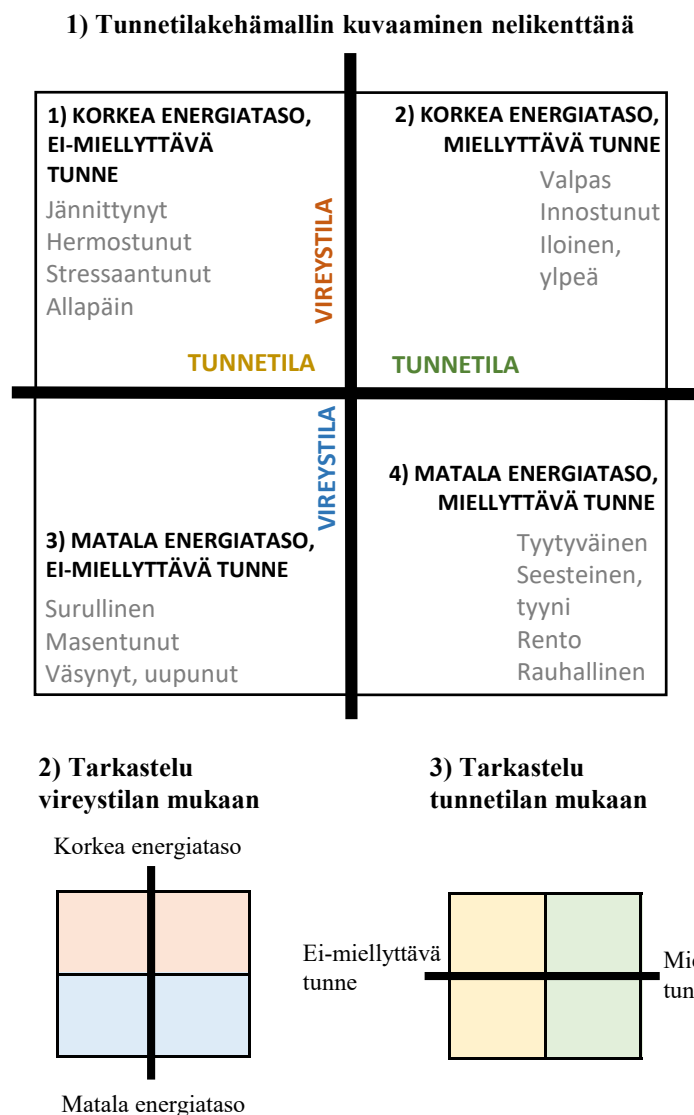 1) Tunnetilakehämallin kuvaaminen nelikenttänä
1) KORKEA ENERGIATASO,
EI-MIELLYTTÄVÄ
TUNNE
Jännittynyt
Hermostunut
Stressaantunut
Allapäin
2) KORKEA ENERGIATASO,
MIELLYTTÄVÄ TUNNE
Valpas
Innostunut
Iloinen,
ylpeä
VIREYSTILA
TUNNETILA
TUNNETILA
VIREYSTILA
3) MATALA ENERGIATASO,
EI-MIELLYTTÄVÄ TUNNE
Surullinen
Masentunut
Väsynyt, uupunut
4) MATALA ENERGIATASO,
MIELLYTTÄVÄ TUNNE
Tyytyväinen
Seesteinen,
tyyni
Rento
Rauhallinen
2) Tarkastelu
vireystilan mukaan
Korkea energiataso
Matala energiataso
3) Tarkastelu
tunnetilan mukaan
Ei-miellyttävä
tunne